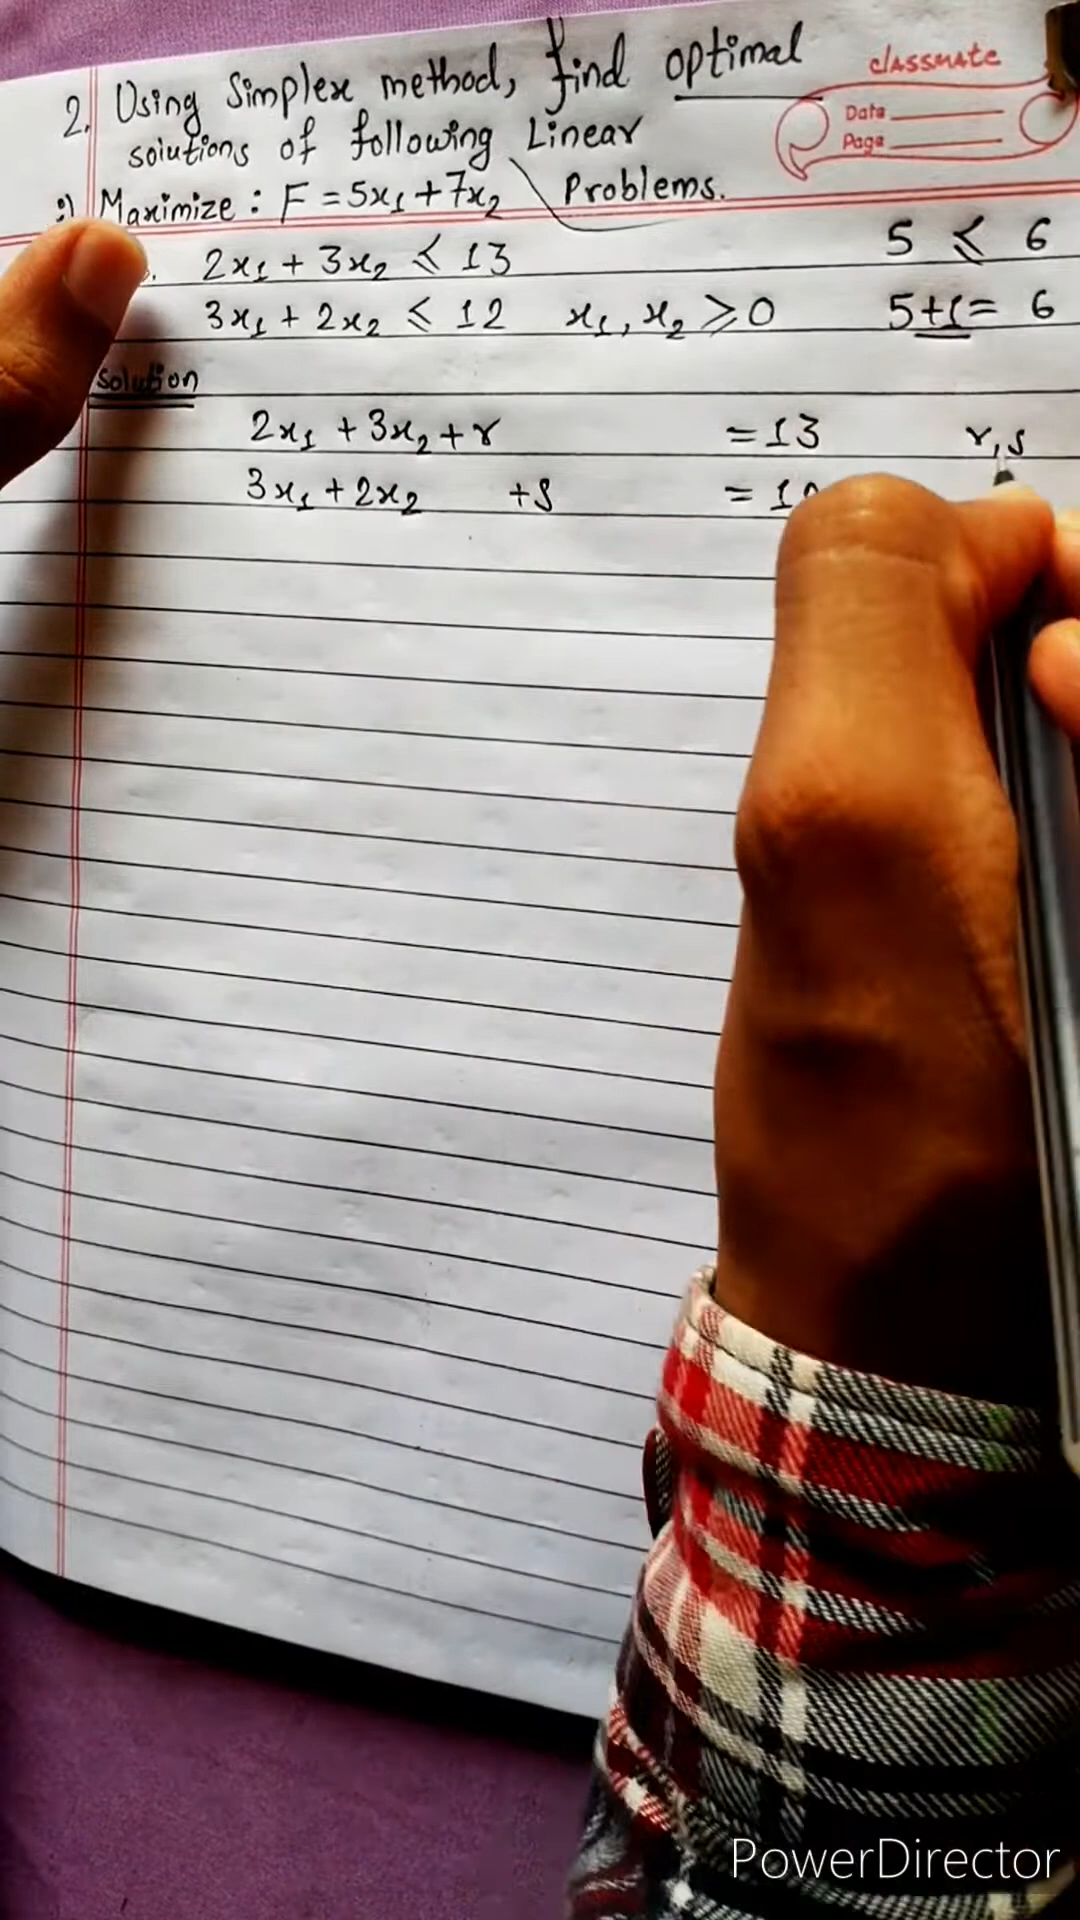 classmate
Date
Page
2. Using Simplex method, find optimal
solutions of following Linear
Problems.
i) Maximize : F = 5x₁ + 7x₂
2x₁ + 3x₂ ≤ 13
5 ≤ 6
3x₁ + 2x₂ ≤ 12 x₁, x₂ ≥ 0
5+1 = 6
Solution
2x₁ + 3x₂ + r = 13
r, s
3x₁ + 2x₂ + s = 1
PowerDirector